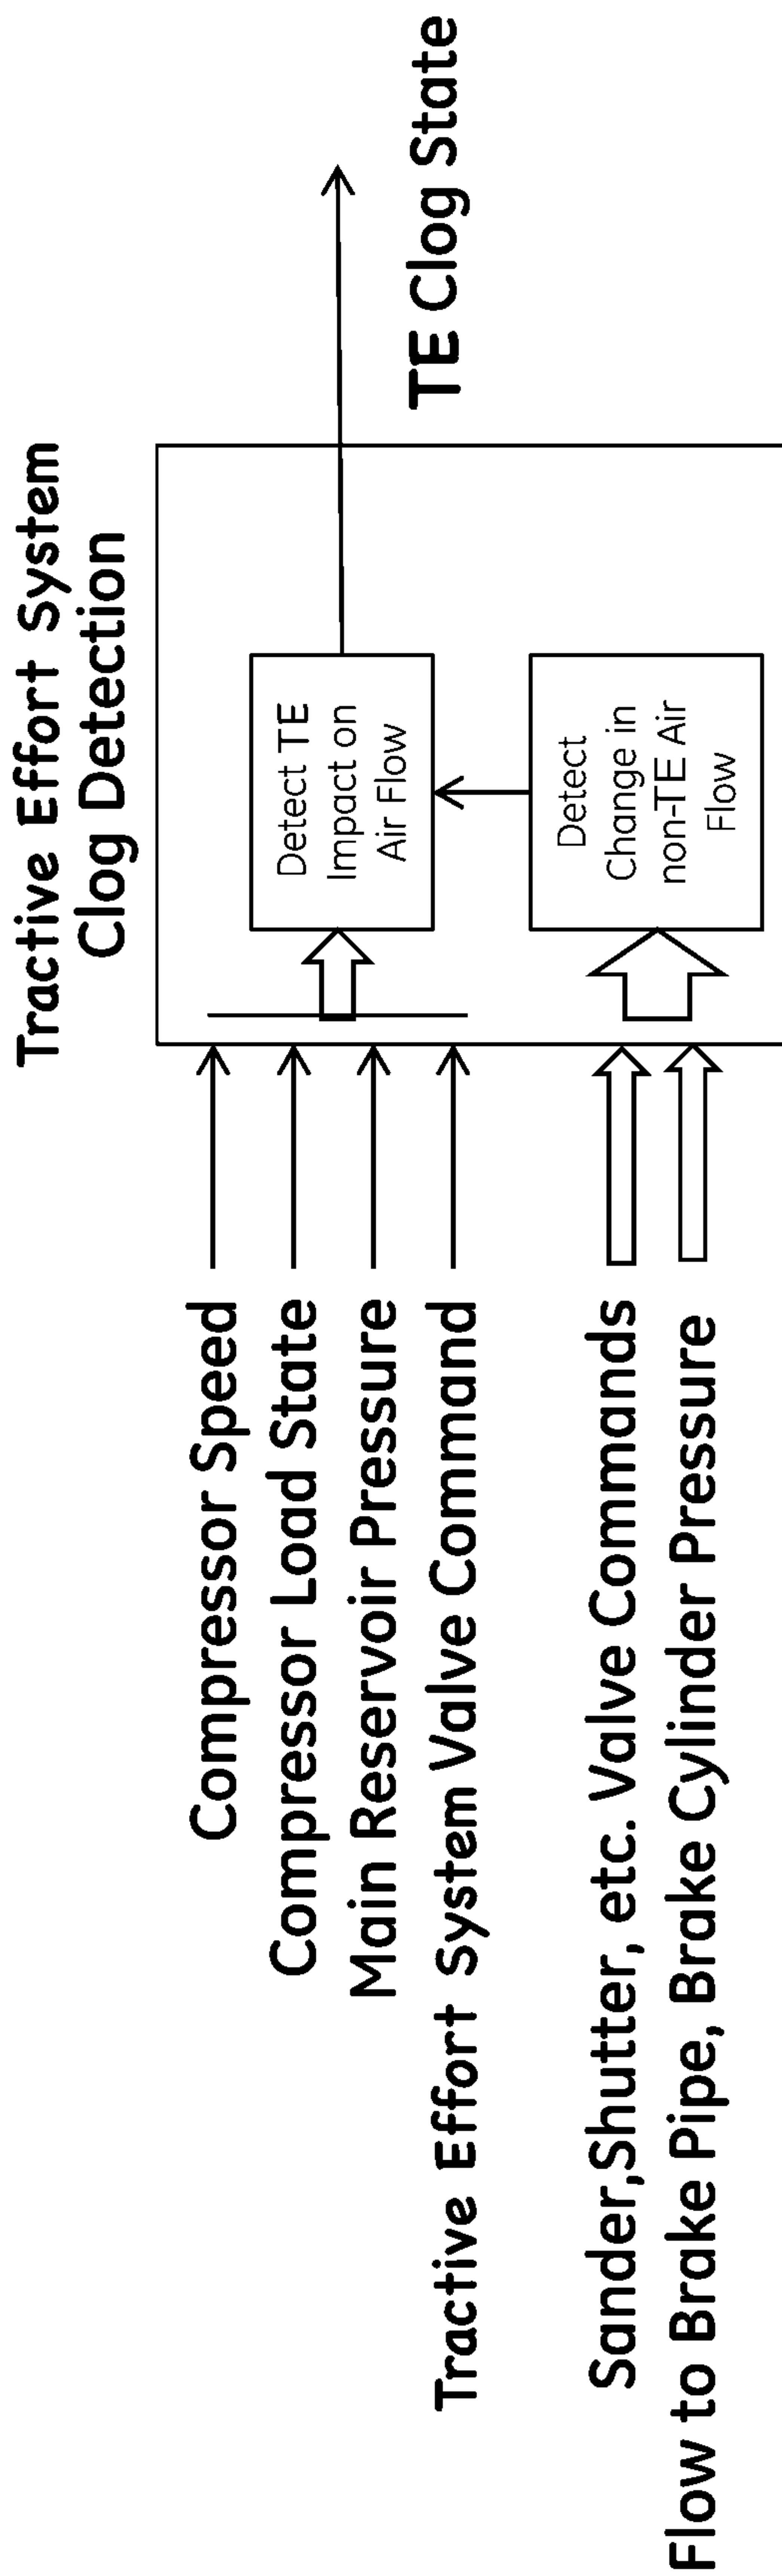 Tractive Effort System
Clog Detection
Compressor Speed
Compressor Load State
Main Reservoir Pressure
Tractive Effort System Valve Command
Sander,Shutter, etc. Valve Commands
Flow to Brake Pipe, Brake Cylinder Pressure
Detect TE
Impact on
Air Flow
Detect
Change in
non-TE Air
Flow
TE Clog State